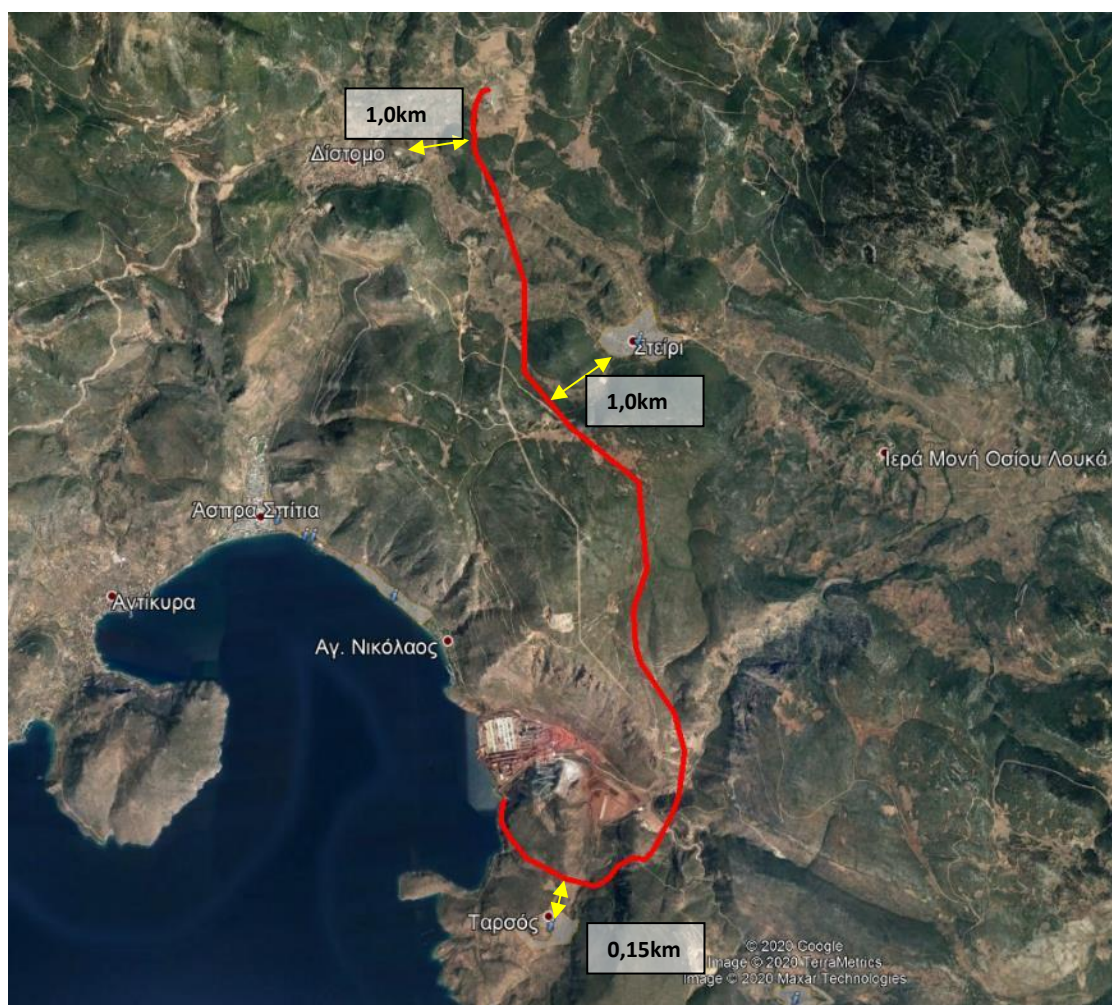 1,0km
Δίστομο
Στείρι
1,0km
Ιερά Μονή Οσίου Λουκά
Άσπρα Σπίτια
Αντίκυρα
Αγ. Νικόλαος
Ταρσός
0,15km
© 2020 Google
Image © 2020 TerraMetrics
Image © 2020 Maxar Technologies